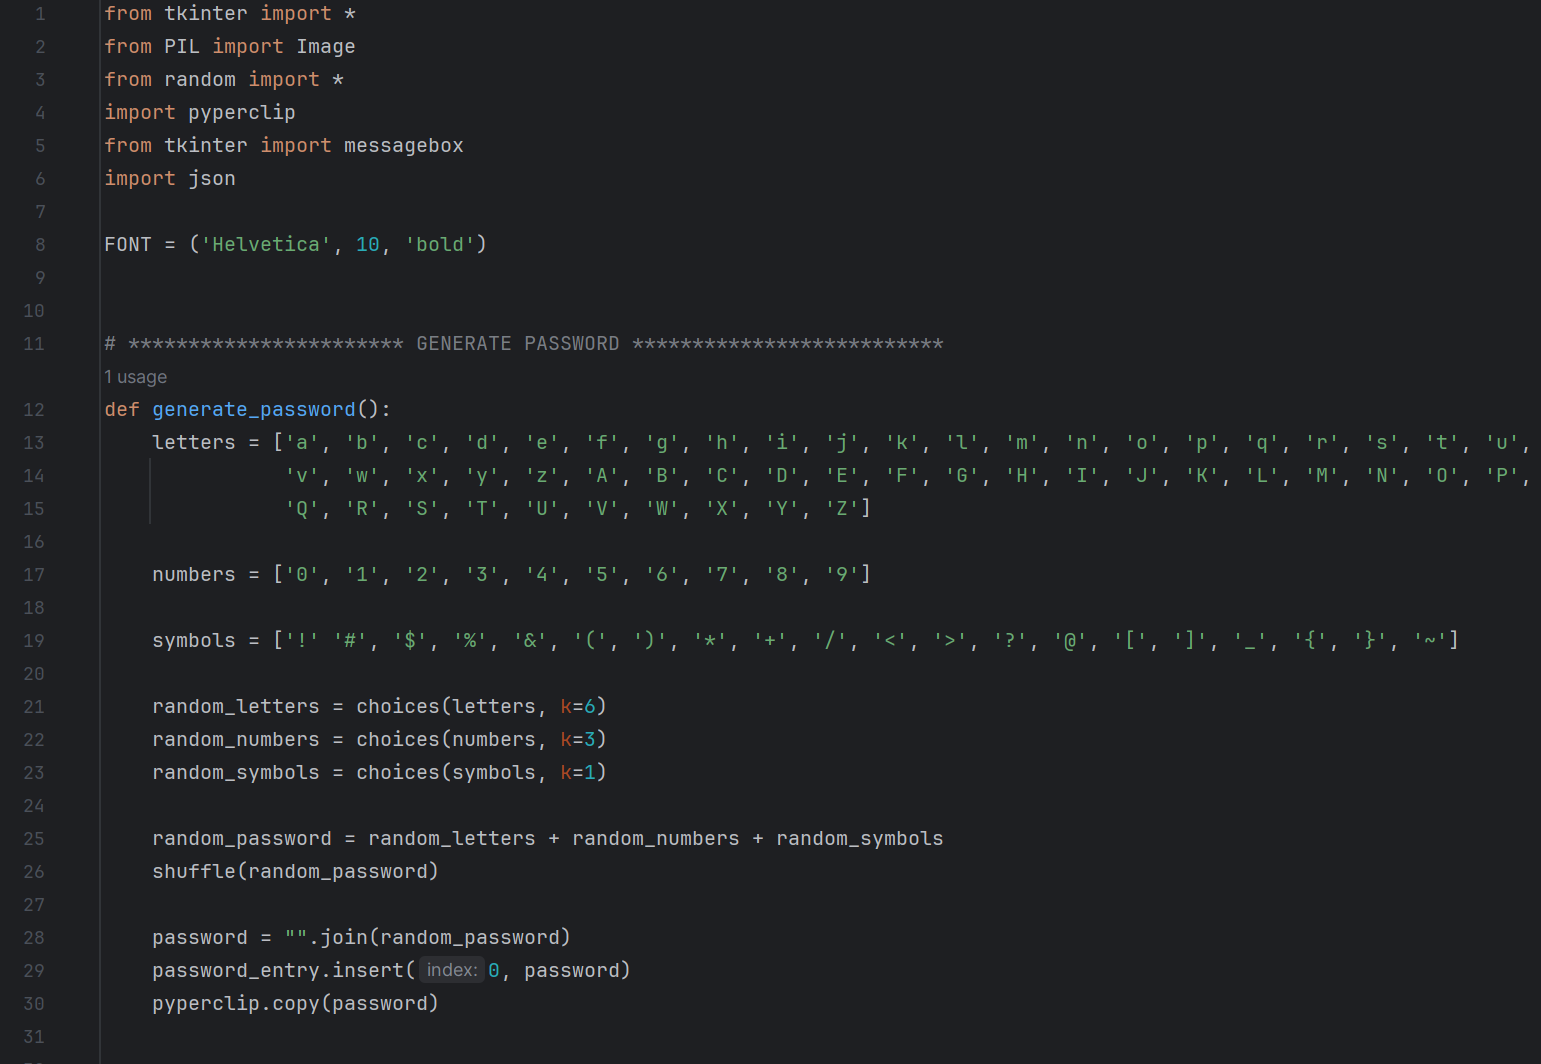 1 from tkinter import *
2 from PIL import Image
3 from random import *
4 import pyperclip
5 from tkinter import messagebox
6 import json
7
8 FONT = ('Helvetica', 10, 'bold')
9
10
11 # *********************** GENERATE PASSWORD **************************
1 usage
12 def generate_password():
13     letters = ['a', 'b', 'c', 'd', 'e', 'f', 'g', 'h', 'i', 'j', 'k', 'l', 'm', 'n', 'o', 'p', 'q', 'r', 's', 't', 'u',
14                'v', 'w', 'x', 'y', 'z', 'A', 'B', 'C', 'D', 'E', 'F', 'G', 'H', 'I', 'J', 'K', 'L', 'M', 'N', 'O', 'P',
15                'Q', 'R', 'S', 'T', 'U', 'V', 'W', 'X', 'Y', 'Z']
16
17     numbers = ['0', '1', '2', '3', '4', '5', '6', '7', '8', '9']
18
19     symbols = ['!' '#', '$', '%', '&', '(', ')', '*', '+', '/', '<', '>', '?', '@', '[', ']', '_', '{', '}', '~']
20
21     random_letters = choices(letters, k=6)
22     random_numbers = choices(numbers, k=3)
23     random_symbols = choices(symbols, k=1)
24
25     random_password = random_letters + random_numbers + random_symbols
26     shuffle(random_password)
27
28     password = "".join(random_password)
29     password_entry.insert( index: 0, password)
30     pyperclip.copy(password)
31